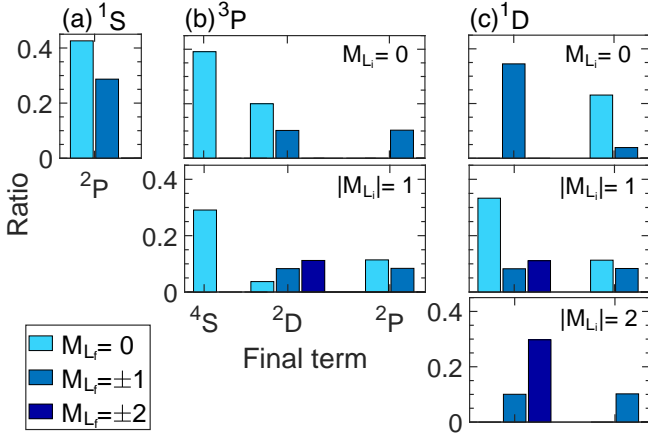 (a) ¹S
(b) ³P
(c) ¹D
M_Li = 0
M_Li = 0
0.4
0.2
0
²P
Ratio
|M_Li| = 1
|M_Li| = 1
0.4
0.2
0
⁴S
²D
²P
Final term
|M_Li| = 2
0.4
0.2
0
M_Lf = 0
M_Lf = ±1
M_Lf = ±2